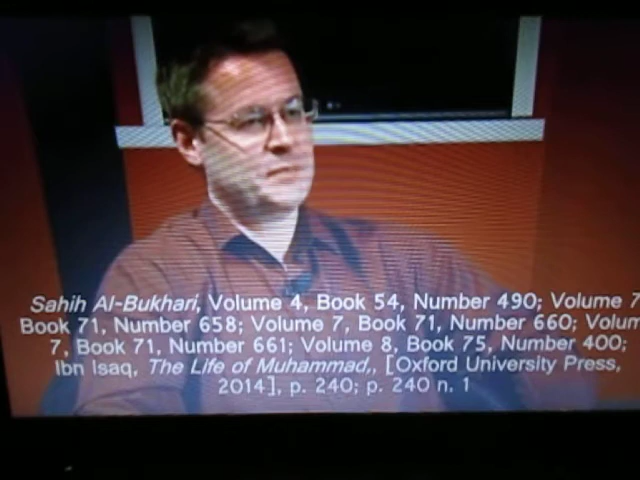 Sahih Al-Bukhari, Volume 4, Book 54, Number 490; Volume 7
Book 71, Number 658; Volume 7, Book 71, Number 660; Volum
7, Book 71, Number 661; Volume 8, Book 75, Number 400;
Ibn Isaq, The Life of Muhammad,, [Oxford University Press,
2014], p. 240; p. 240 n. 1